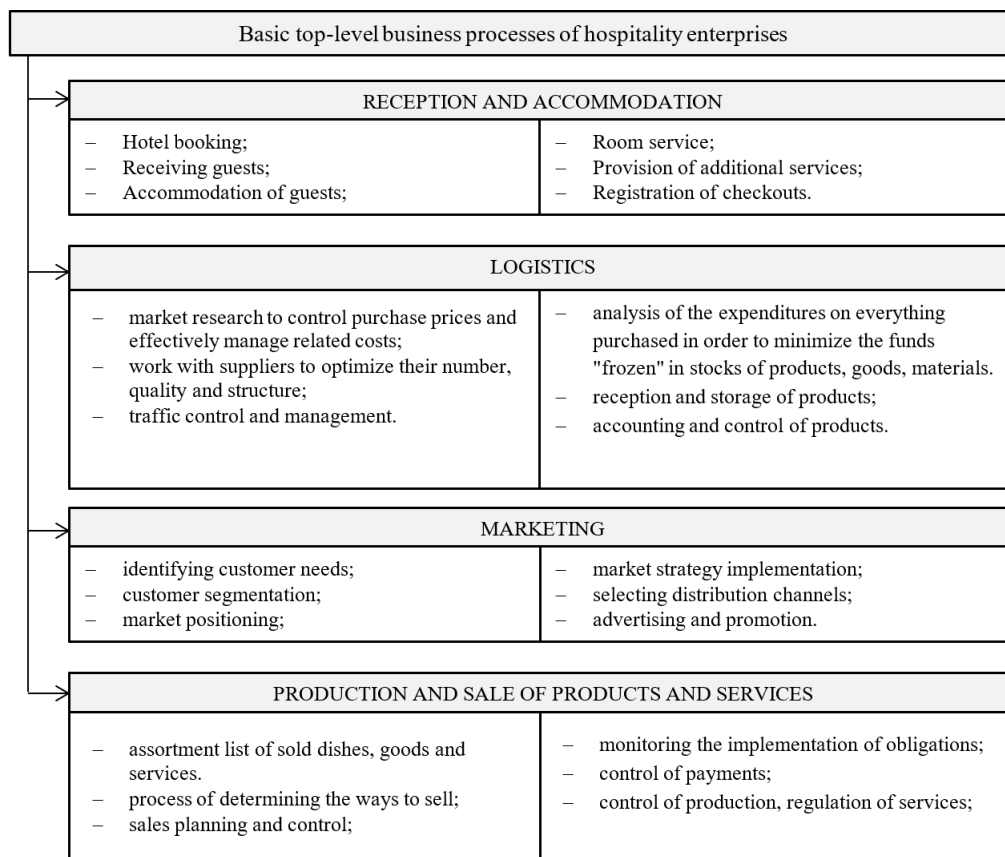 Basic top-level business processes of hospitality enterprises
RECEPTION AND ACCOMMODATION
– Hotel booking;
– Receiving guests;
– Accommodation of guests;
– Room service;
– Provision of additional services;
– Registration of checkouts.
LOGISTICS
– market research to control purchase prices and
effectively manage related costs;
– work with suppliers to optimize their number,
quality and structure;
– traffic control and management.
– analysis of the expenditures on everything
purchased in order to minimize the funds
"frozen" in stocks of products, goods, materials.
– reception and storage of products;
– accounting and control of products.
MARKETING
– identifying customer needs;
– customer segmentation;
– market positioning;
– market strategy implementation;
– selecting distribution channels;
– advertising and promotion.
PRODUCTION AND SALE OF PRODUCTS AND SERVICES
– assortment list of sold dishes, goods and
services.
– process of determining the ways to sell;
– sales planning and control;
– monitoring the implementation of obligations;
– control of payments;
– control of production, regulation of services;